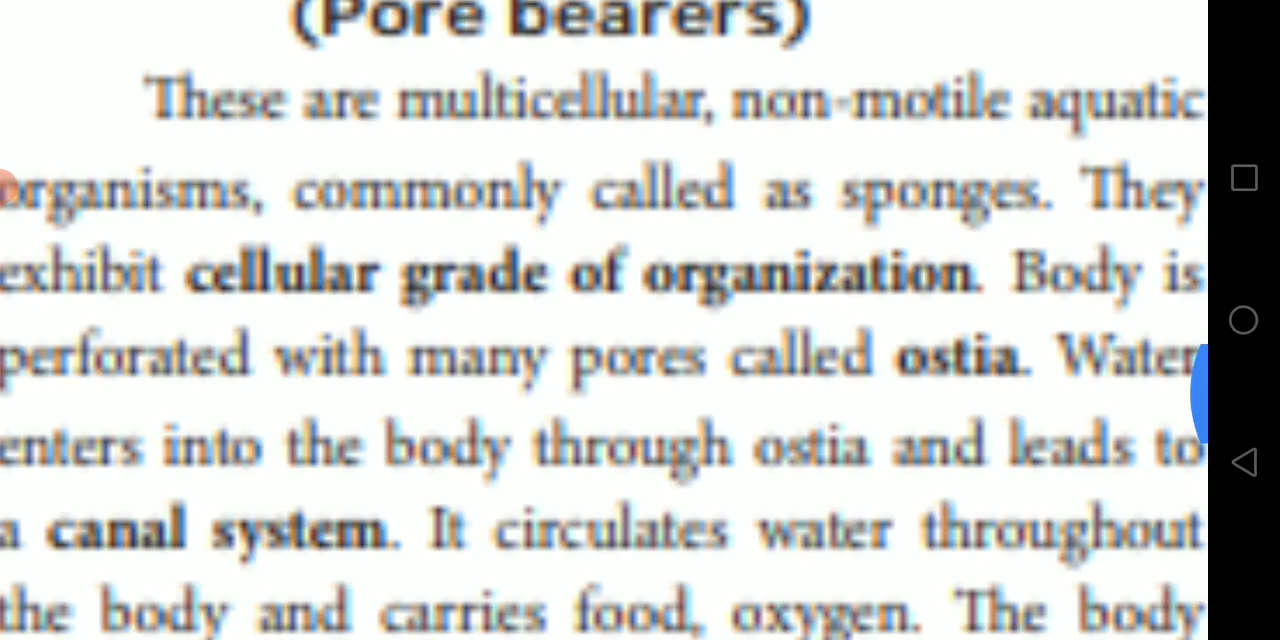 (Pore bearers)
These are multicellular, non-motile aquatic
organisms, commonly called as sponges. They
exhibit cellular grade of organization. Body is
perforated with many pores called ostia. Water
enters into the body through ostia and leads to
a canal system. It circulates water throughout
the body and carries food, oxygen. The body